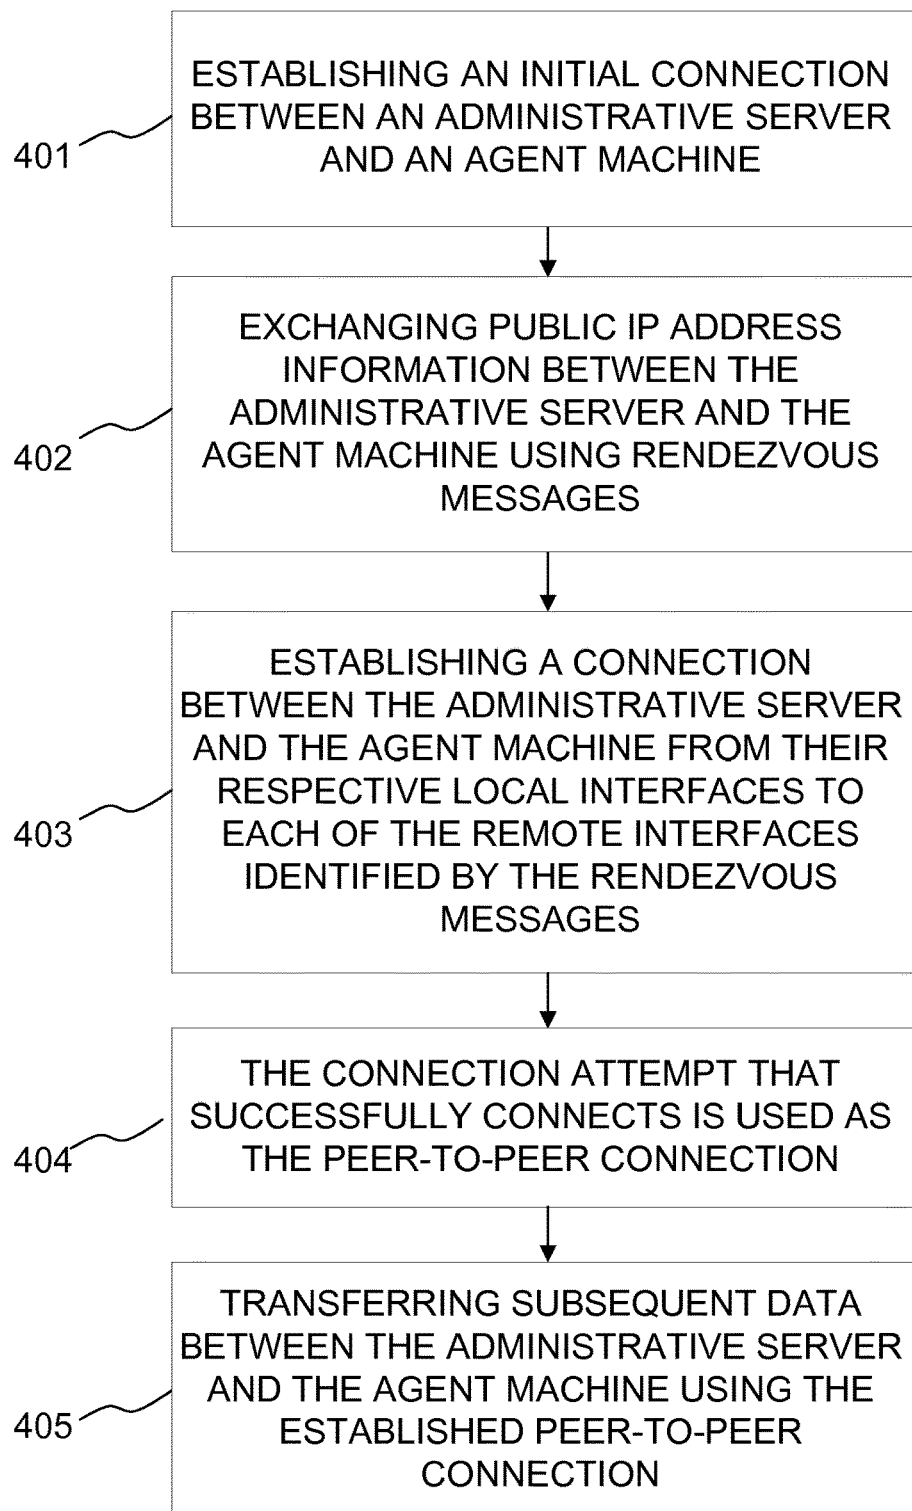 ESTABLISHING AN INITIAL CONNECTION
BETWEEN AN ADMINISTRATIVE SERVER
AND AN AGENT MACHINE
401
EXCHANGING PUBLIC IP ADDRESS
INFORMATION BETWEEN THE
ADMINISTRATIVE SERVER AND THE
AGENT MACHINE USING RENDEZVOUS
MESSAGES
402
ESTABLISHING A CONNECTION
BETWEEN THE ADMINISTRATIVE SERVER
AND THE AGENT MACHINE FROM THEIR
RESPECTIVE LOCAL INTERFACES TO
EACH OF THE REMOTE INTERFACES
IDENTIFIED BY THE RENDEZVOUS
MESSAGES
403
THE CONNECTION ATTEMPT THAT
SUCCESSFULLY CONNECTS IS USED AS
THE PEER-TO-PEER CONNECTION
404
TRANSFERRING SUBSEQUENT DATA
BETWEEN THE ADMINISTRATIVE SERVER
AND THE AGENT MACHINE USING THE
ESTABLISHED PEER-TO-PEER
CONNECTION
405